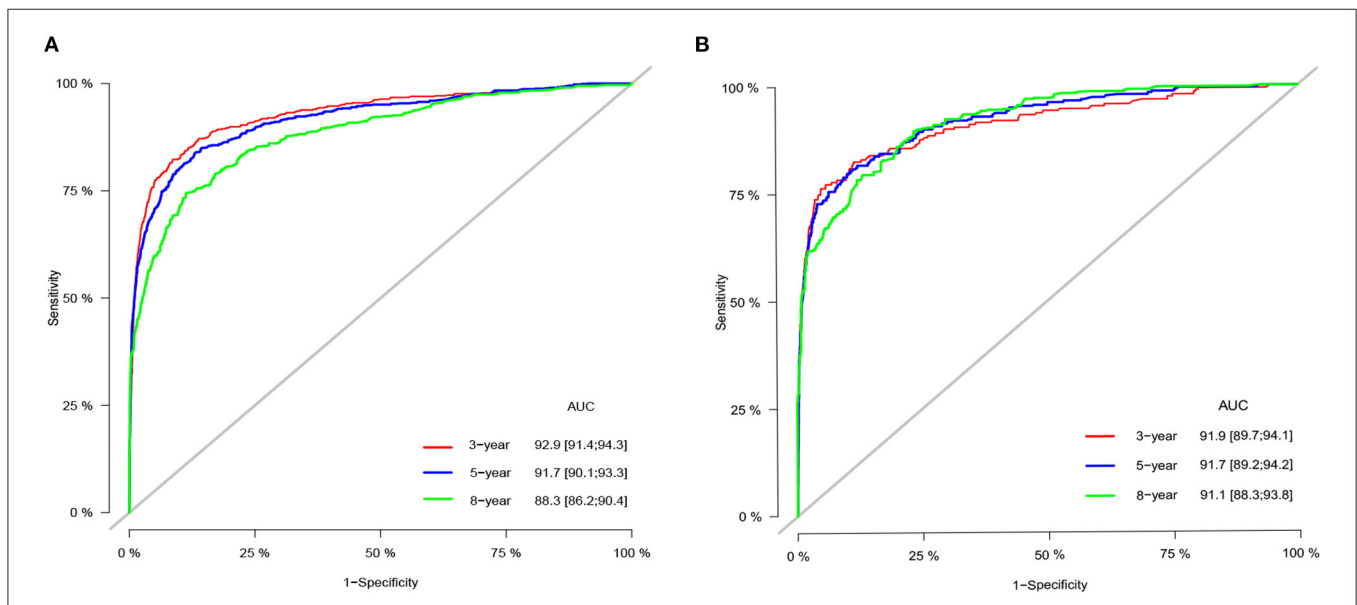 A
100 %
75 %
50 %
25 %
0 %
Sensitivity
AUC
3-year 92.9 [91.4;94.3]
5-year 91.7 [90.1;93.3]
8-year 88.3 [86.2;90.4]
0 % 25 % 50 % 75 % 100 %
1-Specificity
B
100 %
75 %
50 %
25 %
0 %
Sensitivity
AUC
3-year 91.9 [89.7;94.1]
5-year 91.7 [89.2;94.2]
8-year 91.1 [88.3;93.8]
0 % 25 % 50 % 75 % 100 %
1-Specificity